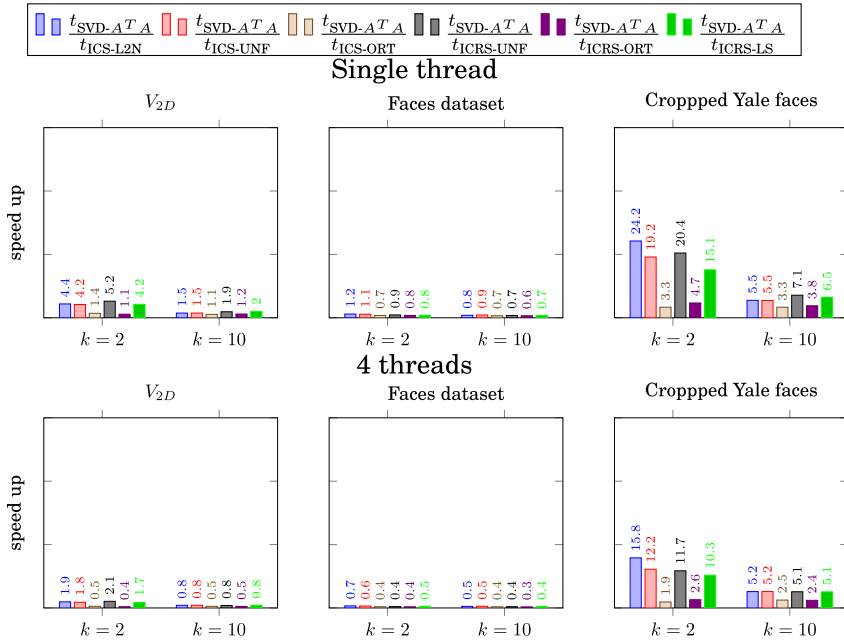 t_SVD-A^T A / t_ICS-L2N t_SVD-A^T A / t_ICS-UNF t_SVD-A^T A / t_ICS-ORT t_SVD-A^T A / t_ICRS-UNF t_SVD-A^T A / t_ICRS-ORT t_SVD-A^T A / t_ICRS-LS
Single thread
V_2D Faces dataset Croppped Yale faces
speed up
4.4 4.2 1.4 5.2 1.1 4.2 1.5 1.5 1.1 1.9 1.2 2
1.2 1.1 0.7 0.9 0.8 0.8 0.8 0.9 0.7 0.7 0.6 0.7
24.2 19.2 3.3 20.4 4.7 15.1 5.5 5.5 3.3 7.1 3.8 6.5
k = 2 k = 10 k = 2 k = 10 k = 2 k = 10
4 threads
V_2D Faces dataset Croppped Yale faces
speed up
1.9 1.8 0.5 2.1 0.4 1.7 0.8 0.8 0.5 0.8 0.5 0.8
0.7 0.6 0.4 0.4 0.4 0.5 0.5 0.5 0.4 0.4 0.3 0.4
15.8 12.2 1.9 11.7 2.6 10.3 5.2 5.2 2.5 5.1 2.4 5.1
k = 2 k = 10 k = 2 k = 10 k = 2 k = 10